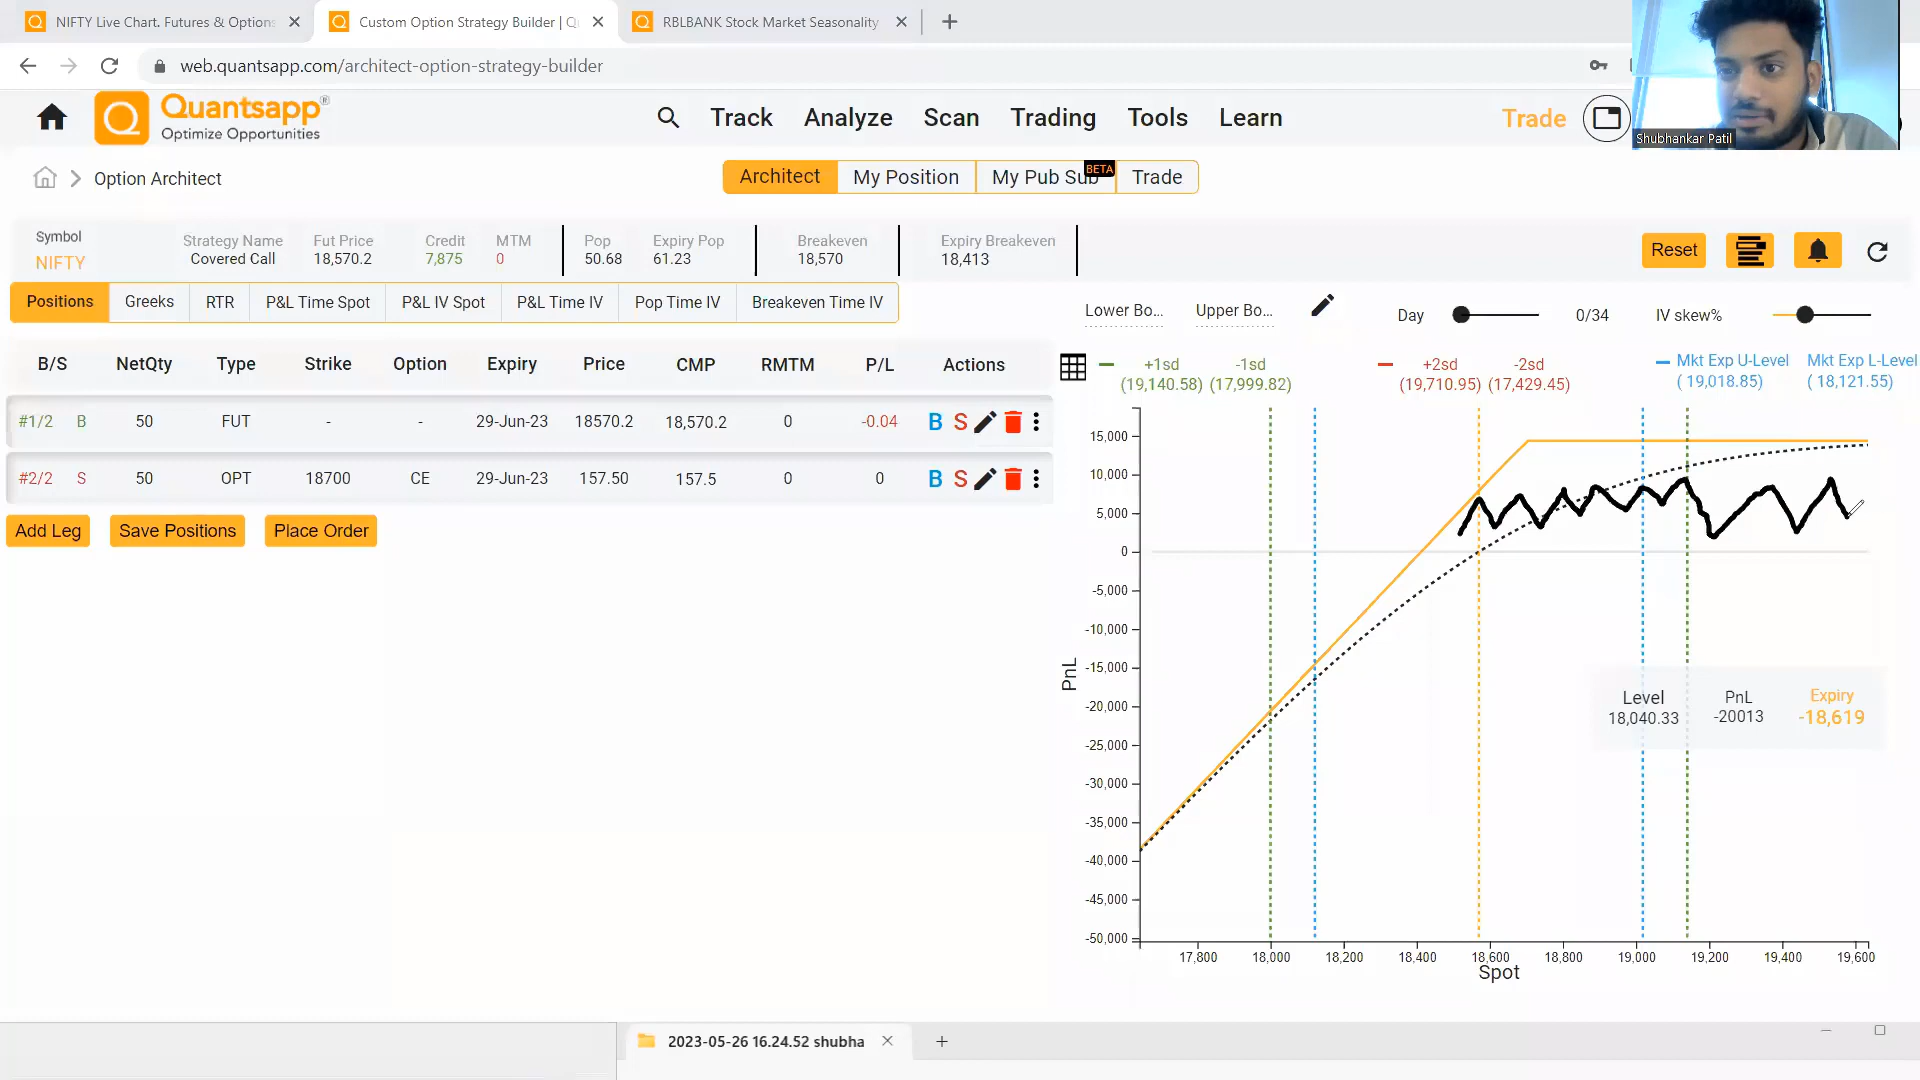 NIFTY Live Chart. Futures & Option
Custom Option Strategy Builder | Q
RBLBANK Stock Market Seasonality
web.quantsapp.com/architect-option-strategy-builder
Quantsapp®
Optimize Opportunities
Track Analyze Scan Trading Tools Learn
Trade
Shubhankar Patil
Option Architect
Architect My Position My Pub Sub BETA Trade
Symbol Strategy Name Fut Price Credit MTM Pop Expiry Pop Breakeven Expiry Breakeven
NIFTY Covered Call 18,570.2 7,875 0 50.68 61.23 18,570 18,413
Reset
Positions Greeks RTR P&L Time Spot P&L IV Spot P&L Time IV Pop Time IV Breakeven Time IV
Lower Bo... Upper Bo... Day 0/34 IV skew%
B/S NetQty Type Strike Option Expiry Price CMP RMTM P/L Actions
#1/2 B 50 FUT - - 29-Jun-23 18570.2 18,570.2 0 -0.04 B S
#2/2 S 50 OPT 18700 CE 29-Jun-23 157.50 157.5 0 0 B S
Add Leg Save Positions Place Order
+1sd -1sd +2sd -2sd Mkt Exp U-Level Mkt Exp L-Level
(19,140.58) (17,999.82) (19,710.95) (17,429.45) ( 19,018.85) ( 18,121.55)
15,000
10,000
5,000
0
-5,000
-10,000
-15,000
-20,000
-25,000
-30,000
-35,000
-40,000
-45,000
-50,000
PnL
Level PnL Expiry
18,040.33 -20013 -18,619
17,800 18,000 18,200 18,400 18,600 18,800 19,000 19,200 19,400 19,600
Spot
2023-05-26 16.24.52 shubha